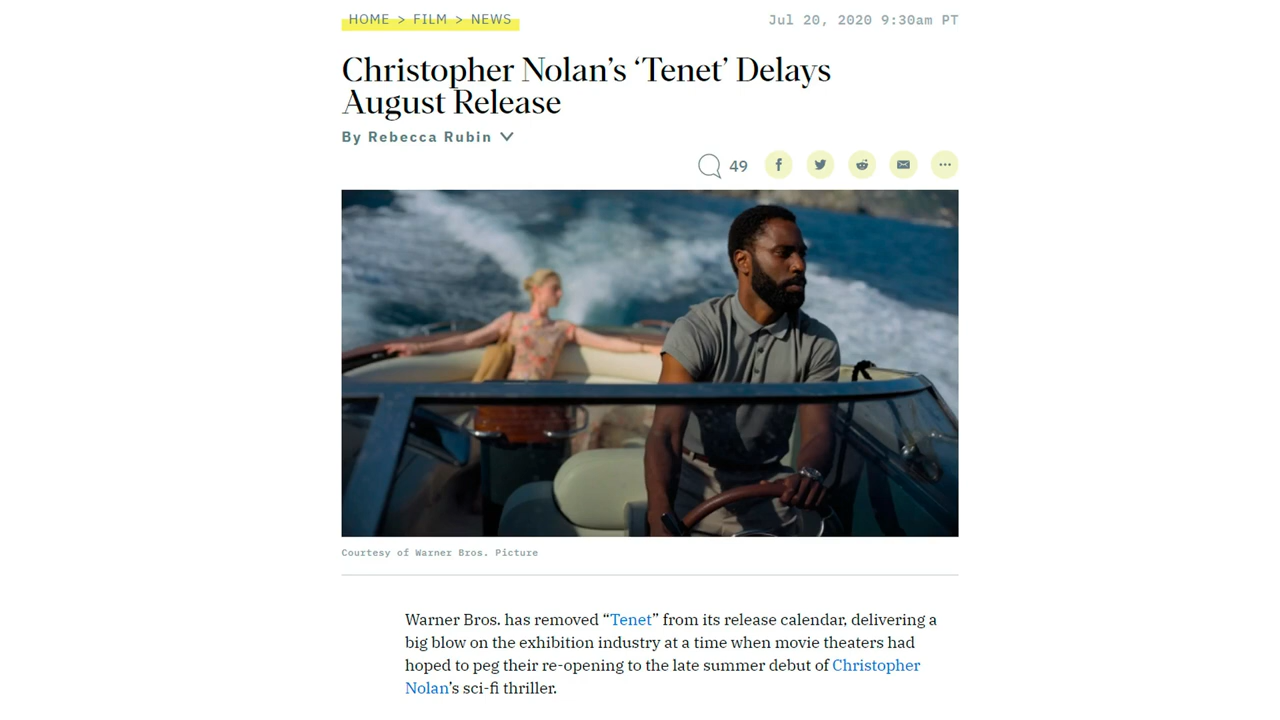 HOME > FILM > NEWS
Jul 20, 2020 9:30am PT
Christopher Nolan’s ‘Tenet’ Delays
August Release
By Rebecca Rubin
49
Courtesy of Warner Bros. Picture
Warner Bros. has removed “Tenet” from its release calendar, delivering a
big blow on the exhibition industry at a time when movie theaters had
hoped to peg their re-opening to the late summer debut of Christopher
Nolan’s sci-fi thriller.